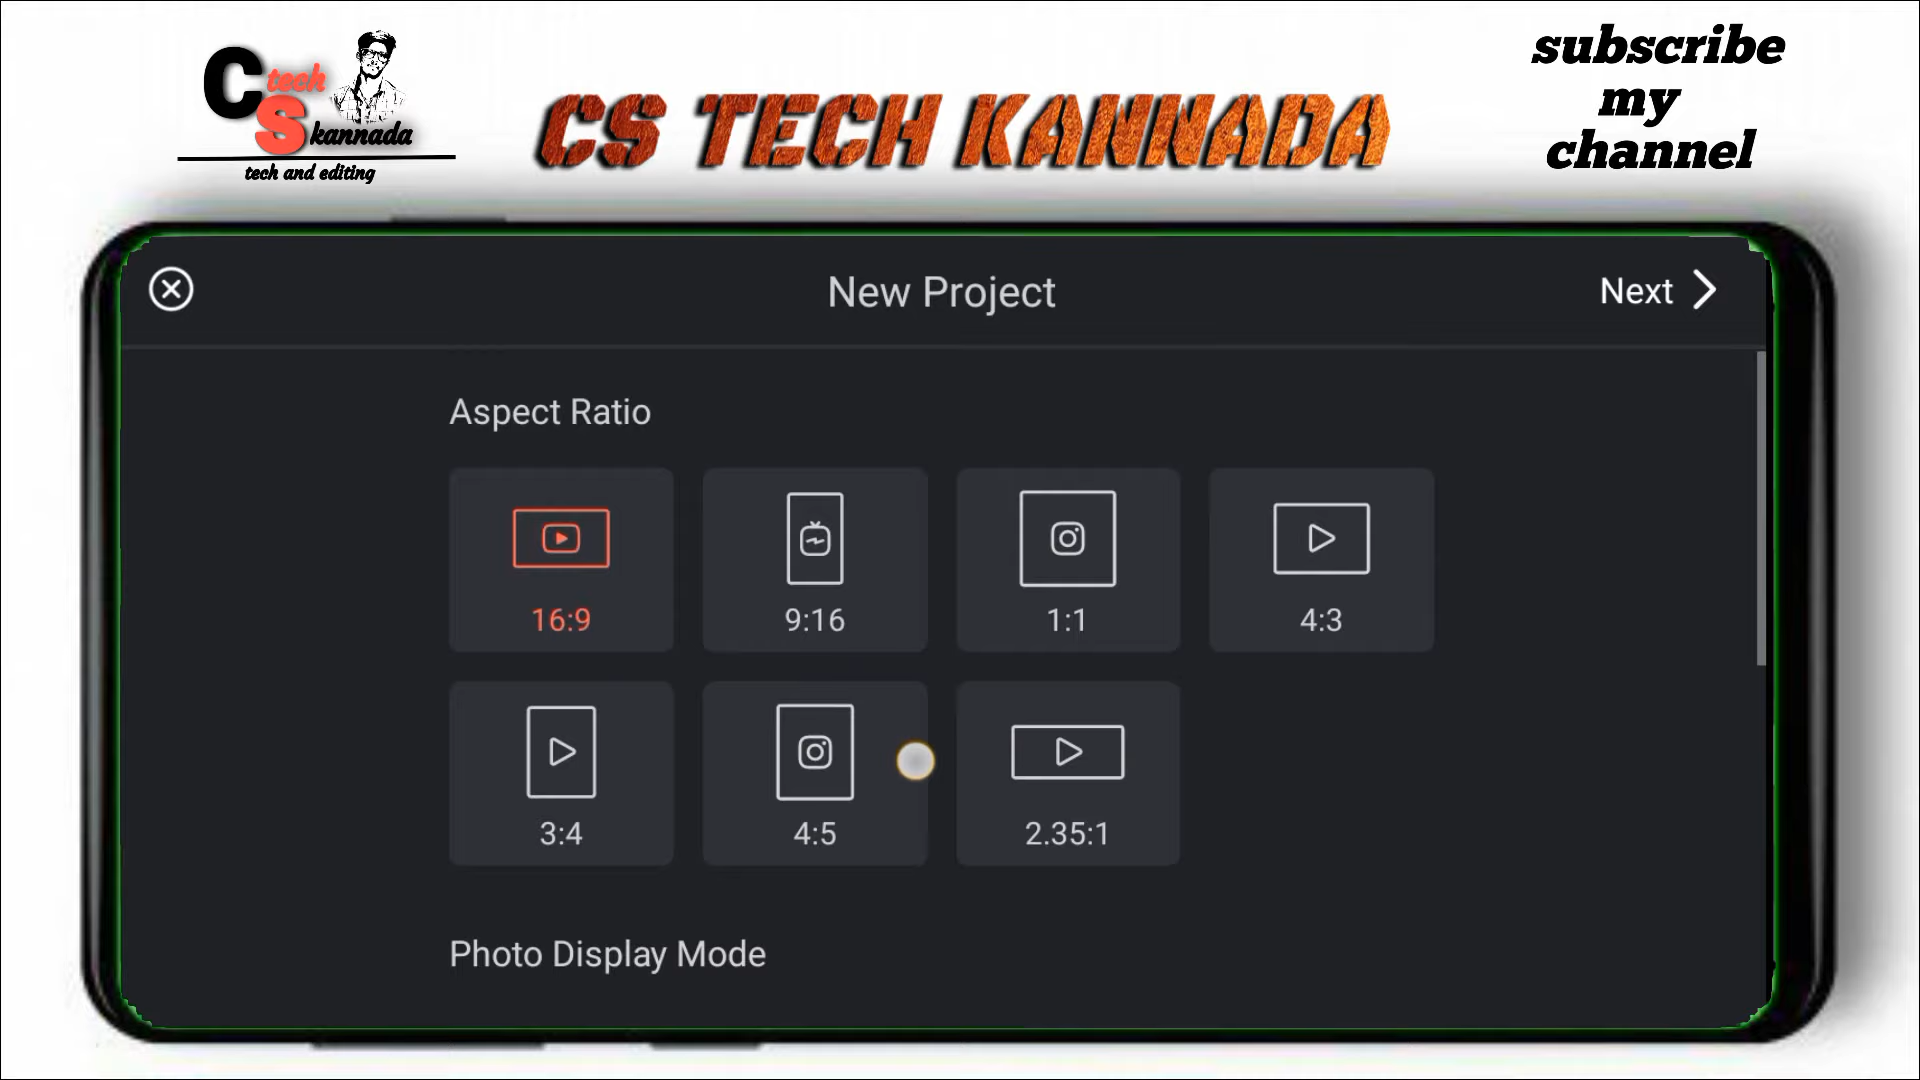 C tech
S kannada
tech and editing
CS TECH KANNADA
subscribe
my
channel
New Project
Next
Aspect Ratio
16:9
9:16
1:1
4:3
3:4
4:5
2.35:1
Photo Display Mode